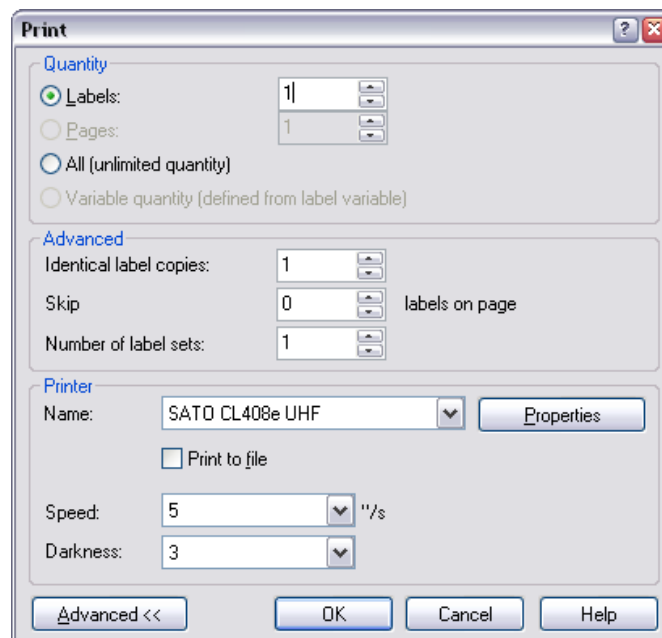 Print
Quantity
Labels: 1
Pages: 1
All (unlimited quantity)
Variable quantity (defined from label variable)
Advanced
Identical label copies: 1
Skip 0 labels on page
Number of label sets: 1
Printer
Name: SATO CL408e UHF Properties
Print to file
Speed: 5 "/s
Darkness: 3
Advanced << OK Cancel Help